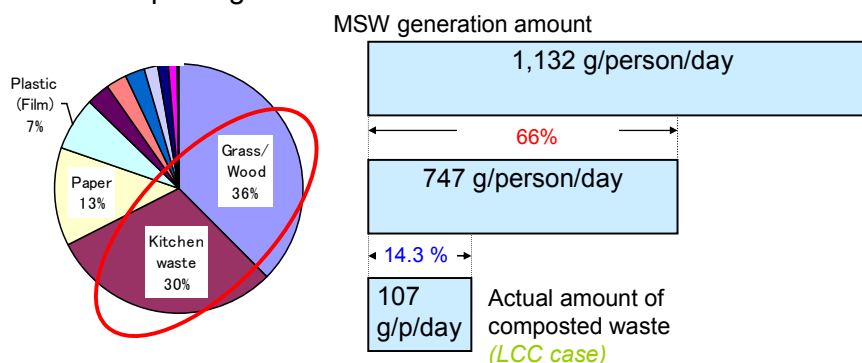 MSW generation amount
1,132 g/person/day
66%
747 g/person/day
14.3 %
107
g/p/day
Actual amount of
composted waste
(LCC case)
Plastic
(Film)
7%
Paper
13%
Grass/
Wood
36%
Kitchen
waste
30%